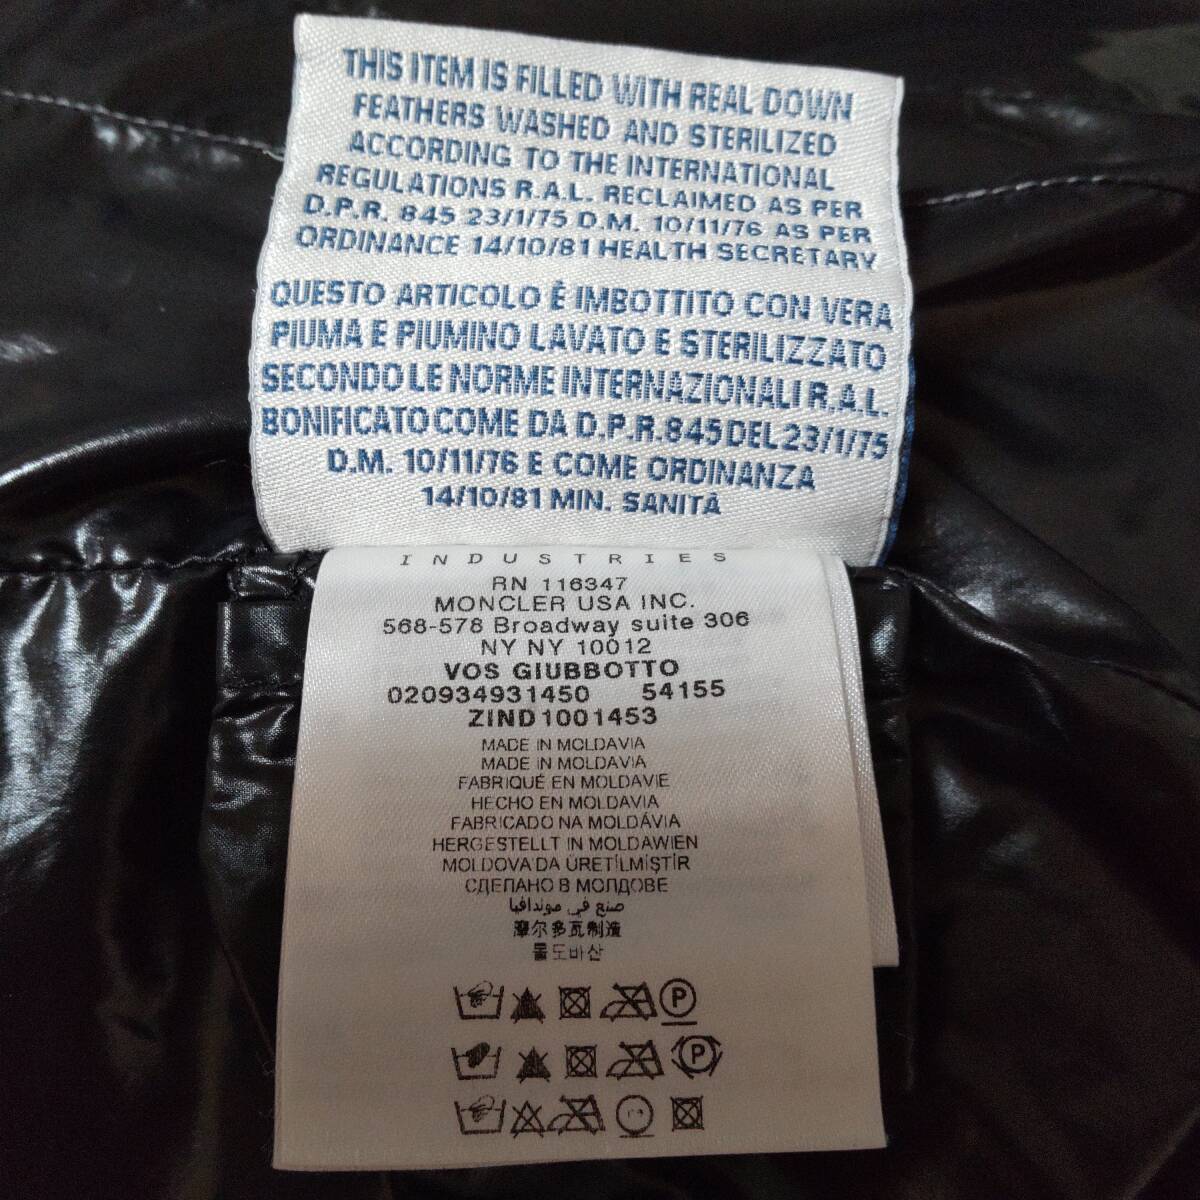 THIS ITEM IS FILLED WITH REAL DOWN
FEATHERS WASHED AND STERILIZED
ACCORDING TO THE INTERNATIONAL
REGULATIONS R.A.L. RECLAIMED AS PER
D.P.R. 845 23/1/75 D.M. 10/11/76 AS PER
ORDINANCE 14/10/81 HEALTH SECRETARY
QUESTO ARTICOLO É IMBOTTITO CON VERA
PIUMA E PIUMINO LAVATO E STERILIZZATO
SECONDO LE NORME INTERNAZIONALI R.A.L.
BONIFICATO COME DA D.P.R. 845 DEL 23/1/75
D.M. 10/11/76 E COME ORDINANZA
14/10/81 MIN. SANITÁ
INDUSTRIES
RN 116347
MONCLER USA INC.
568-578 Broadway suite 306
NY NY 10012
VOS GIUBBOTTO
020934931450 54155
ZIND1001453
MADE IN MOLDAVIA
MADE IN MOLDAVIA
FABRIQUÉ EN MOLDAVIE
HECHO EN MOLDAVIA
FABRICADO NA MOLDÁVIA
HERGESTELLT IN MOLDAWIEN
MOLDOVA'DA ÜRETİLMİŞTİR
СДЕЛАНО В МОЛДОВЕ
صنع في مولدافيا
摩尔多瓦制造
몰도바산
P
P